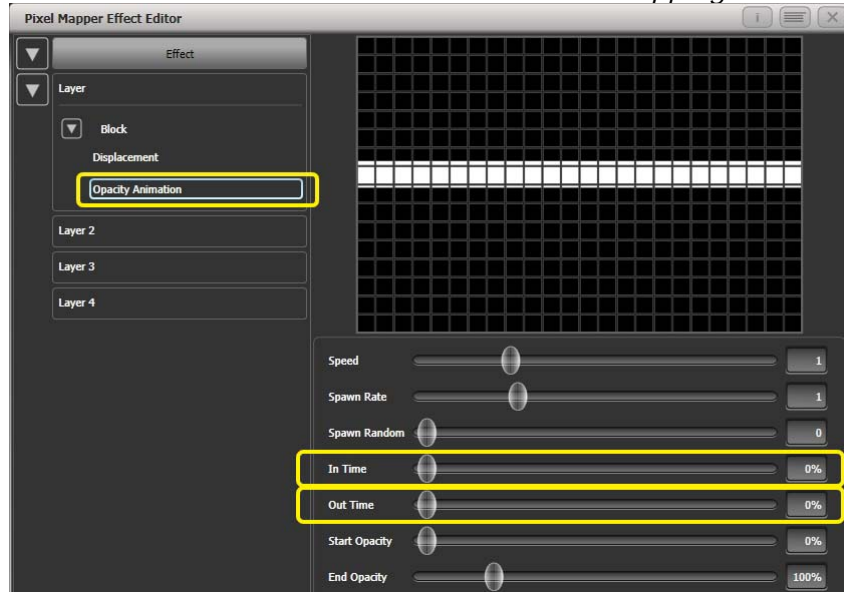 Pixel Mapper Effect Editor
i
Effect
Layer
Block
Displacement
Opacity Animation
Layer 2
Layer 3
Layer 4
Speed 1
Spawn Rate 1
Spawn Random 0
In Time 0%
Out Time 0%
Start Opacity 0%
End Opacity 100%